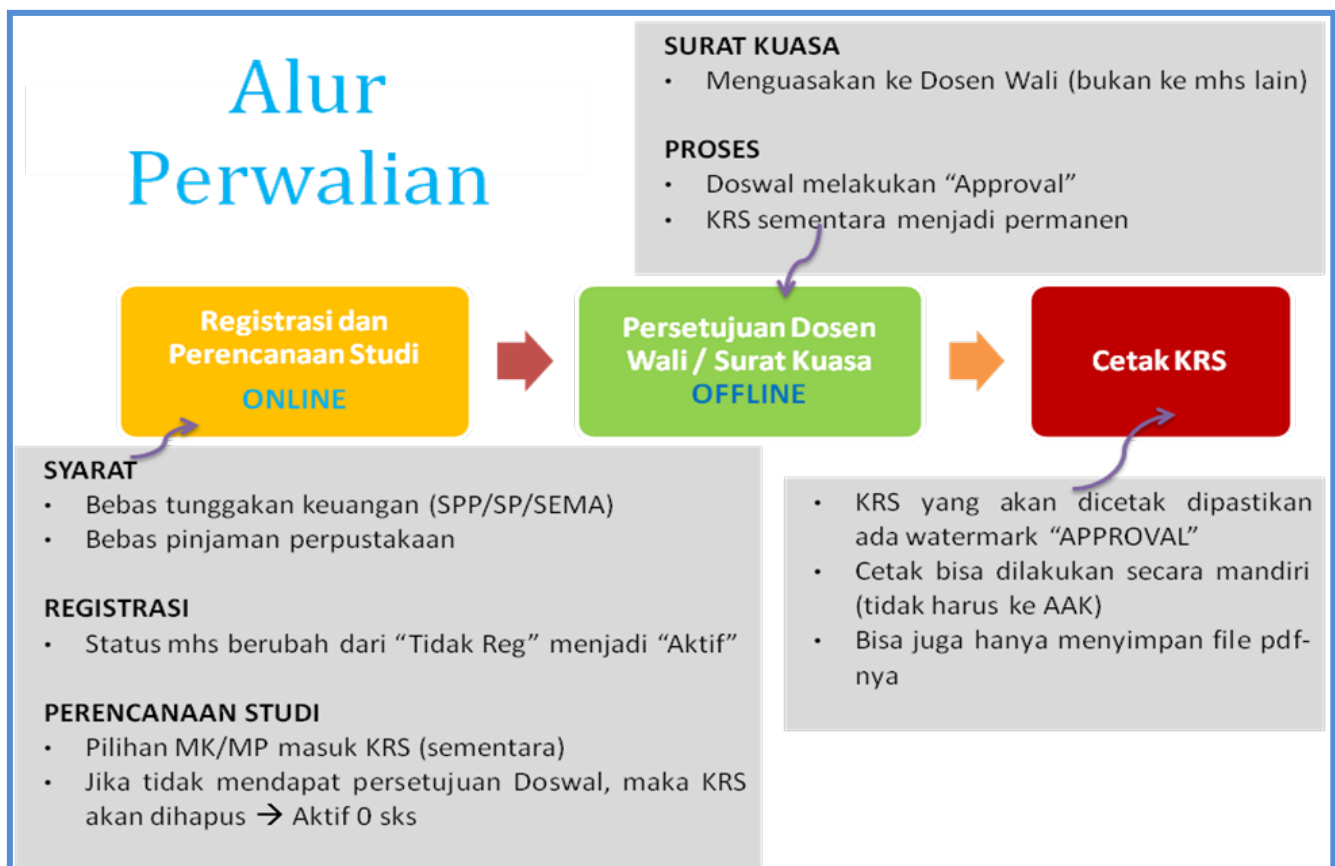 Alur
Perwalian
SURAT KUASA
• Menguasakan ke Dosen Wali (bukan ke mhs lain)
PROSES
• Doswal melakukan “Approval”
• KRS sementara menjadi permanen
Registrasi dan
Perencanaan Studi
ONLINE
Persetujuan Dosen
Wali / Surat Kuasa
OFFLINE
Cetak KRS
SYARAT
• Bebas tunggakan keuangan (SPP/SP/SEMA)
• Bebas pinjaman perpustakaan
REGISTRASI
• Status mhs berubah dari “Tidak Reg” menjadi “Aktif”
PERENCANAAN STUDI
• Pilihan MK/MP masuk KRS (sementara)
• Jika tidak mendapat persetujuan Doswal, maka KRS
akan dihapus → Aktif 0 sks
• KRS yang akan dicetak dipastikan
ada watermark “APPROVAL”
• Cetak bisa dilakukan secara mandiri
(tidak harus ke AAK)
• Bisa juga hanya menyimpan file pdf-
nya